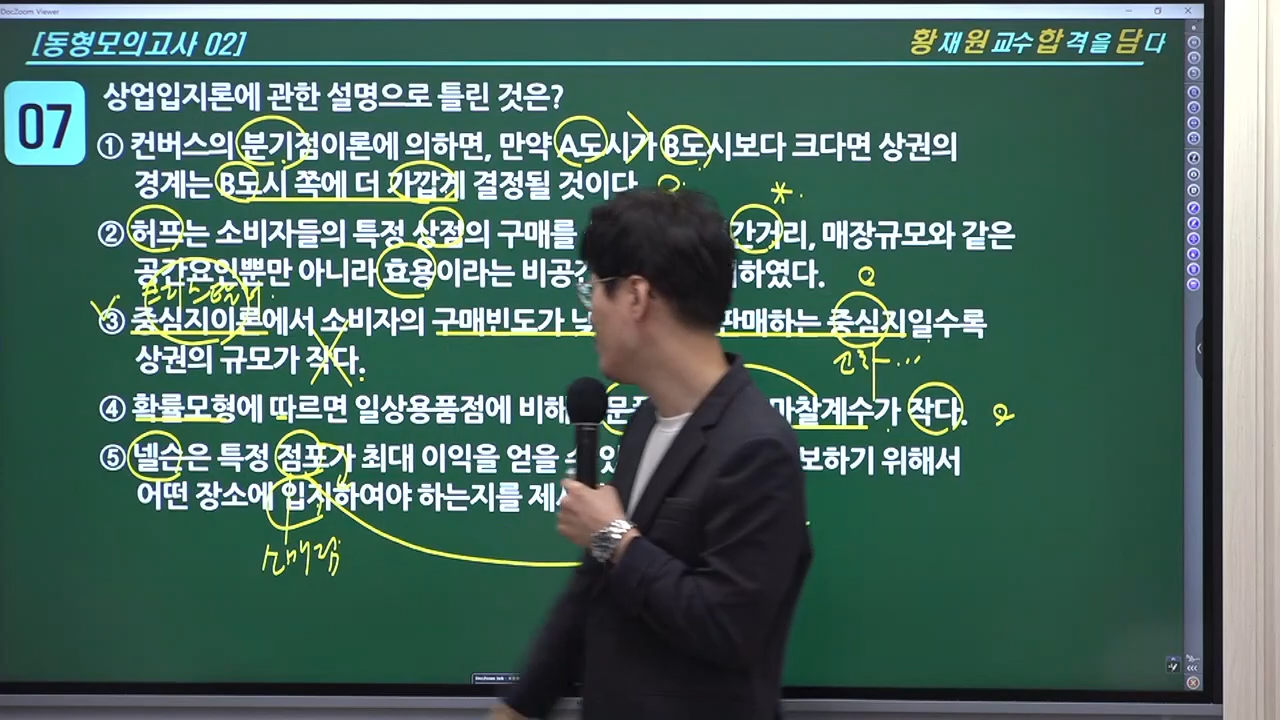 DocZoom Viewer
[동형모의고사 02]
황재원교수합격을담다
07
상업입지론에 관한 설명으로 틀린 것은?
① 컨버스의 분기점이론에 의하면, 만약 A도시가 B도시보다 크다면 상권의
경계는 B도시 쪽에 더 가깝게 결정될 것이다
② 허프는 소비자들의 특정 상점의 구매를 간거리, 매장규모와 같은
공간요인뿐만 아니라 효용이라는 비공 하였다.
③ 중심지이론에서 소비자의 구매빈도가 판매하는 중심지일수록
상권의 규모가 작다.
④ 확률모형에 따르면 일상용품점에 비해 마찰계수가 작다.
⑤ 넬슨은 특정 점포가 최대 이익을 얻을 수 보하기 위해서
어떤 장소에 입지하여야 하는지를 제시
소매점